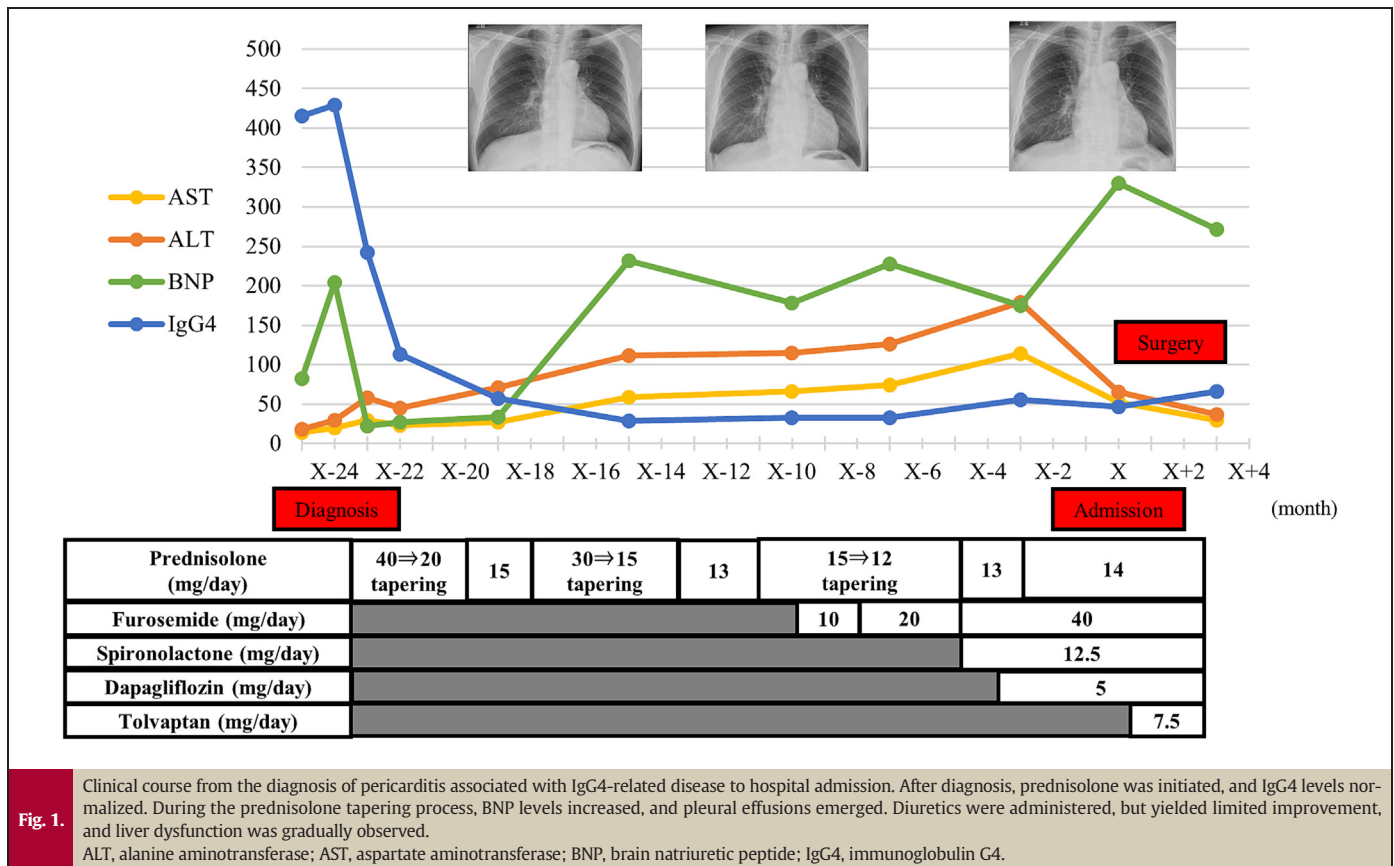 500
450
400
350
300
250
200
150
100
50
0
AST
ALT
BNP
IgG4
Surgery
X-24 X-22 X-20 X-18 X-16 X-14 X-12 X-10 X-8 X-6 X-4 X-2 X X+2 X+4
Diagnosis Admission (month)
Prednisolone
(mg/day)
40⇒20
tapering
15
30⇒15
tapering
13
15⇒12
tapering
13
14
Furosemide (mg/day) 10 20 40
Spironolactone (mg/day) 12.5
Dapagliflozin (mg/day) 5
Tolvaptan (mg/day) 7.5
Fig. 1.
Clinical course from the diagnosis of pericarditis associated with IgG4-related disease to hospital admission. After diagnosis, prednisolone was initiated, and IgG4 levels nor-
malized. During the prednisolone tapering process, BNP levels increased, and pleural effusions emerged. Diuretics were administered, but yielded limited improvement,
and liver dysfunction was gradually observed.
ALT, alanine aminotransferase; AST, aspartate aminotransferase; BNP, brain natriuretic peptide; IgG4, immunoglobulin G4.